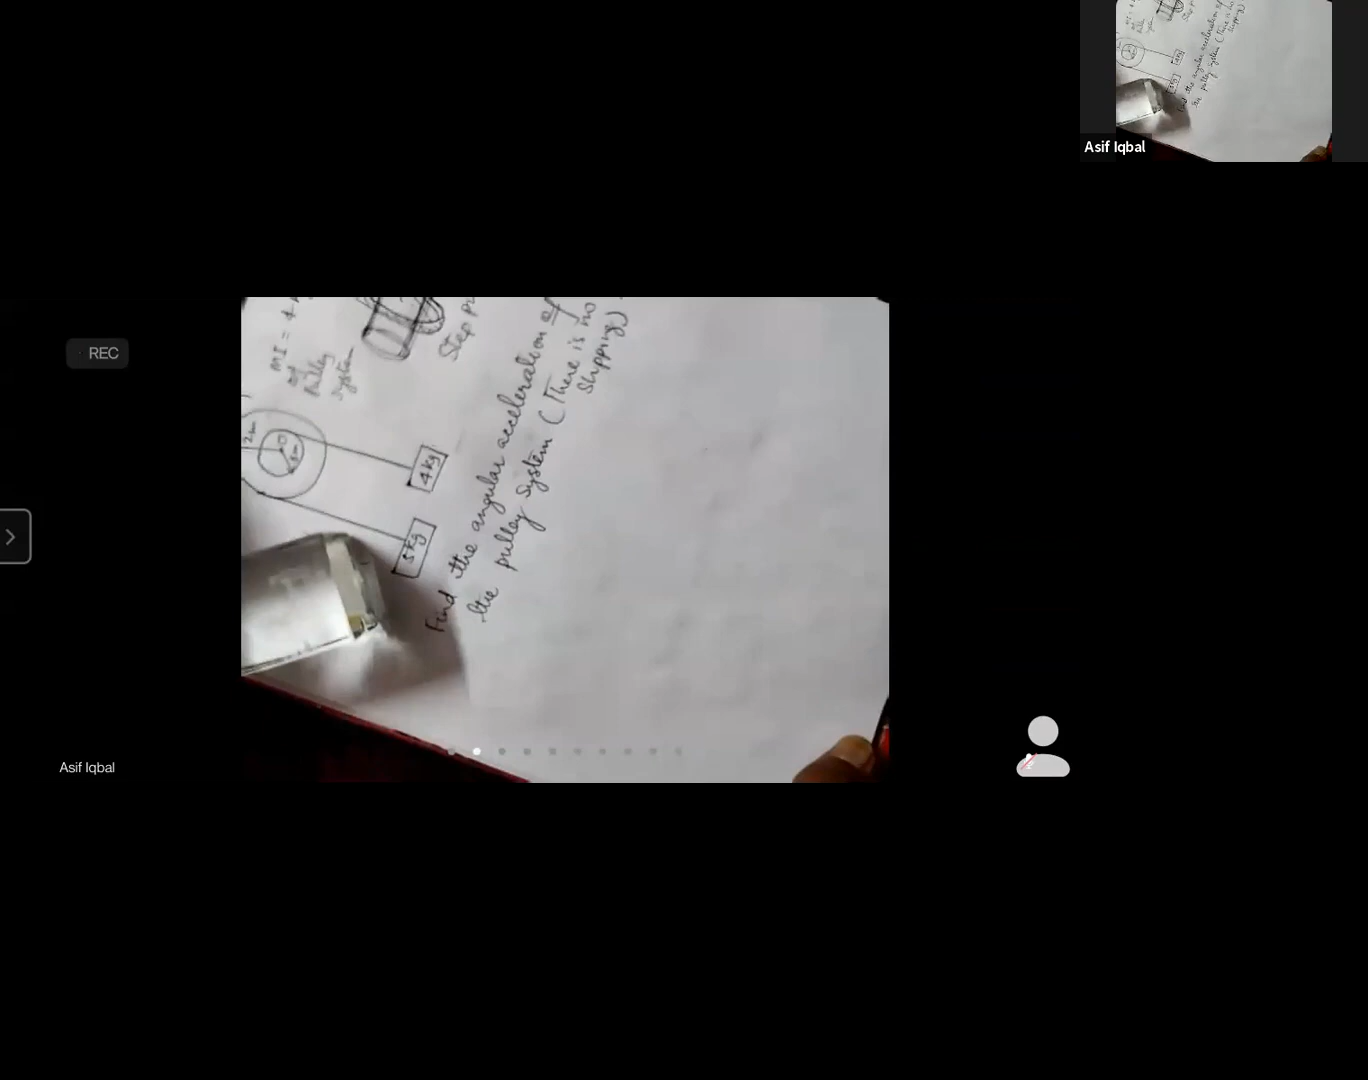 Asif Iqbal
REC
MI = 4
of
Pulley
system
Step
2m
4kg
5kg
Find the angular acceleration of
the pulley system (There is no
slipping)
Asif Iqbal